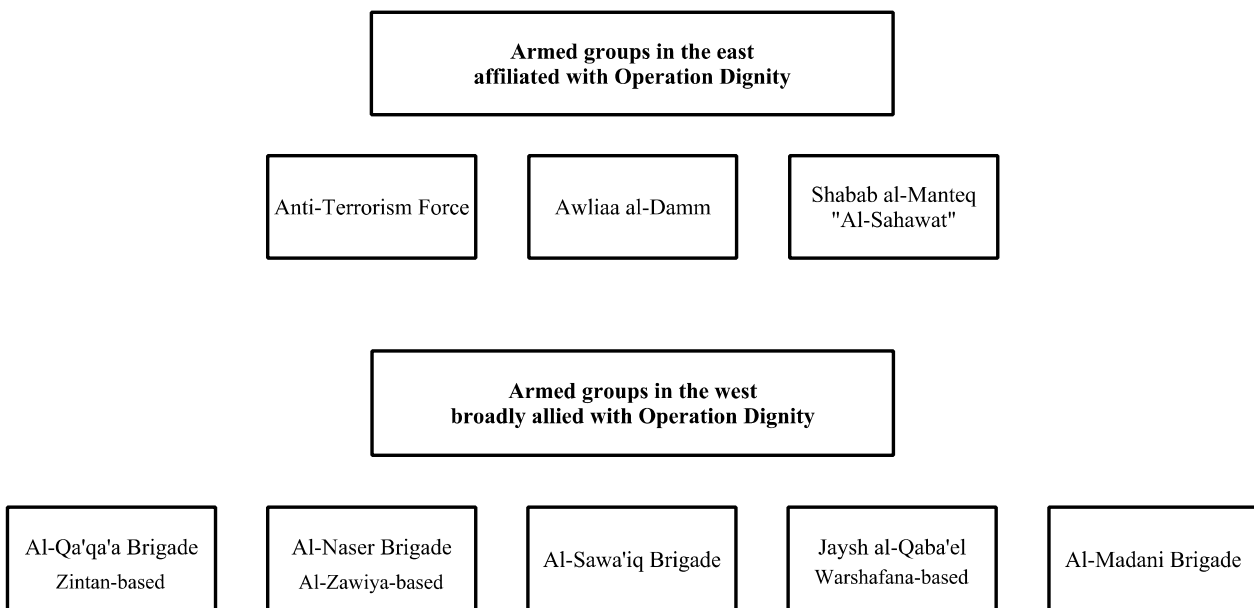 Armed groups in the east
affiliated with Operation Dignity
Anti-Terrorism Force
Awliaa al-Damm
Shabab al-Manteq
"Al-Sahawat"
Armed groups in the west
broadly allied with Operation Dignity
Al-Qa'qa'a Brigade
Zintan-based
Al-Naser Brigade
Al-Zawiya-based
Al-Sawa'iq Brigade
Jaysh al-Qaba'el
Warshafana-based
Al-Madani Brigade